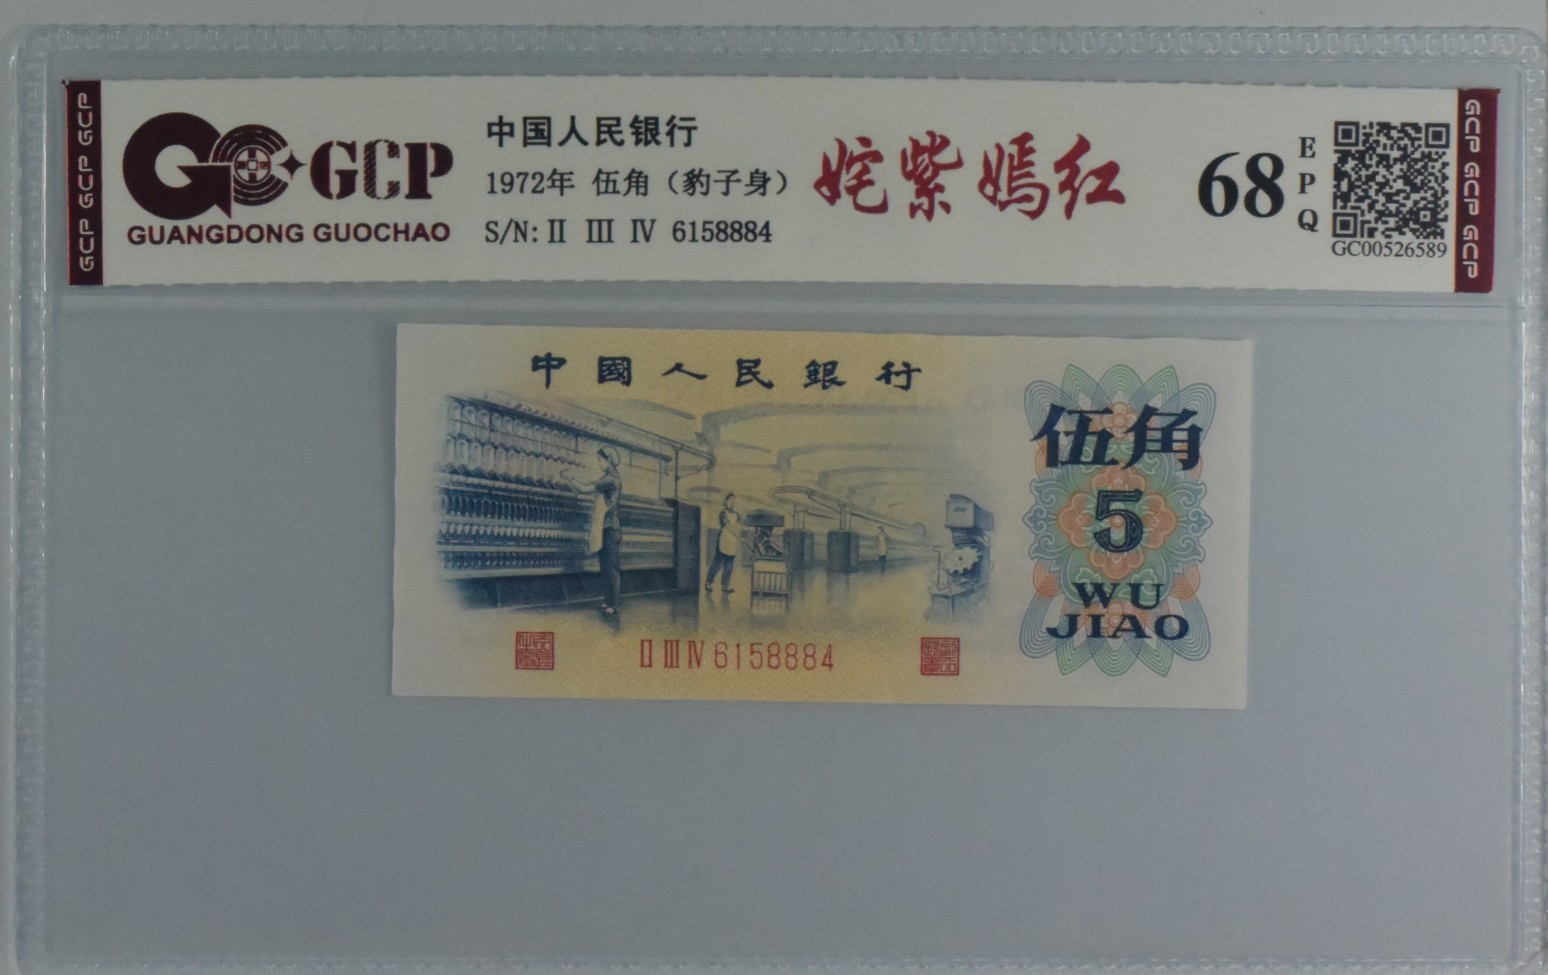 GCP GCP GCP
GCP
GUANGDONG GUOCHAO
中国人民银行
1972年 伍角（豹子身）
S/N: II III IV 6158884
姹紫嫣红
68
EPQ
GC00526589
GCP GCP GCP
中國人民銀行
伍角
5
WU
JIAO
II III IV 6158884